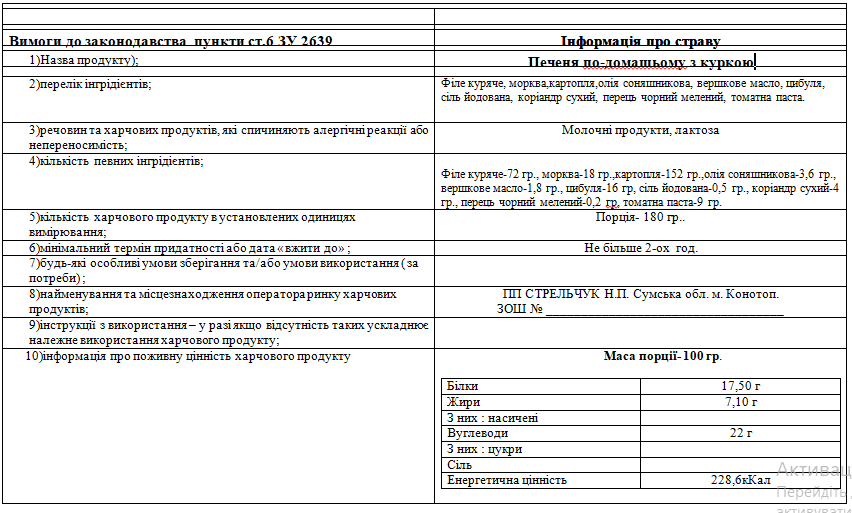 Вимоги до законодавства пункти ст.6 ЗУ 2639
Інформація про страву
1)Назва продукту);
Печеня по-домашьому з куркою
2)перелік інгрідієнтів;
Філе куряче, морква,картопля,олія соняшникова, вершкове масло, цибуля,
сіль йодована, коріандр сухий, перець чорний мелений, томатна паста.
3)речовин та харчових продуктів, які спичиняють алергічні реакції або
непереносимість;
Молочні продукти, лактоза
4)кількість певних інгрідієнтів;
Філе куряче-72 гр., морква-18 гр.,картопля-152 гр.,олія соняшникова-3,6 гр.,
вершкове масло-1,8 гр., цибуля-16 гр, сіль йодована-0,5 гр., коріандр сухий-4
гр., перець чорний мелений-0,2 гр, томатна паста-9 гр.
5)кількість харчового продукту в установлених одиницях
вимірювання;
Порція- 180 гр..
6)мінімальний термін придатності або дата «вжити до» ;
Не більше 2-ох год.
7)будь-які особливі умови зберігання та/або умови використання ( за
потреби) ;
8)найменування та місцезнаходження оператора ринку харчових
продуктів;
ПП СТРЕЛЬЧУК Н.П. Сумська обл. м. Конотоп.
ЗОШ № ____________________________________
9)інструкції з використання – у разі якщо відсутність таких ускладнює
належне використання харчового продукту;
10)інформація про поживну цінність харчового продукту
Маса порції-100 гр.
Білки 17,50 г
Жири 7,10 г
З них : насичені
Вуглеводи 22 г
З них : цукри
Сіль
Енергетична цінність 228,6кКал
Активац
Перейдіть
активувати